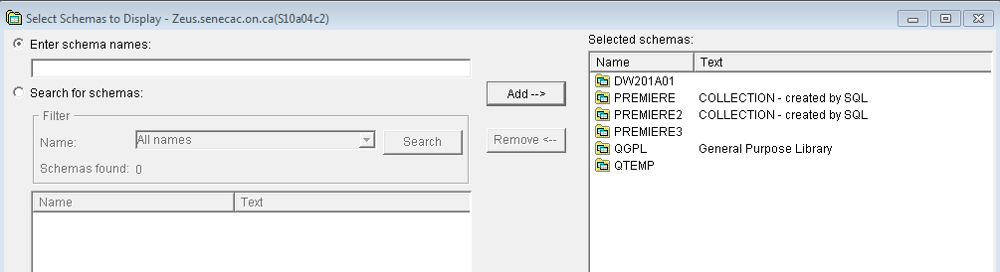 Select Schemas to Display - Zeus.senecac.on.ca(S10a04c2)
Enter schema names:
Search for schemas:
Filter
Name: All names Search
Schemas found: 0
Name Text
Add -->
Remove <--
Selected schemas:
Name Text
DW201A01
PREMIERE COLLECTION - created by SQL
PREMIERE2 COLLECTION - created by SQL
PREMIERE3
QGPL General Purpose Library
QTEMP